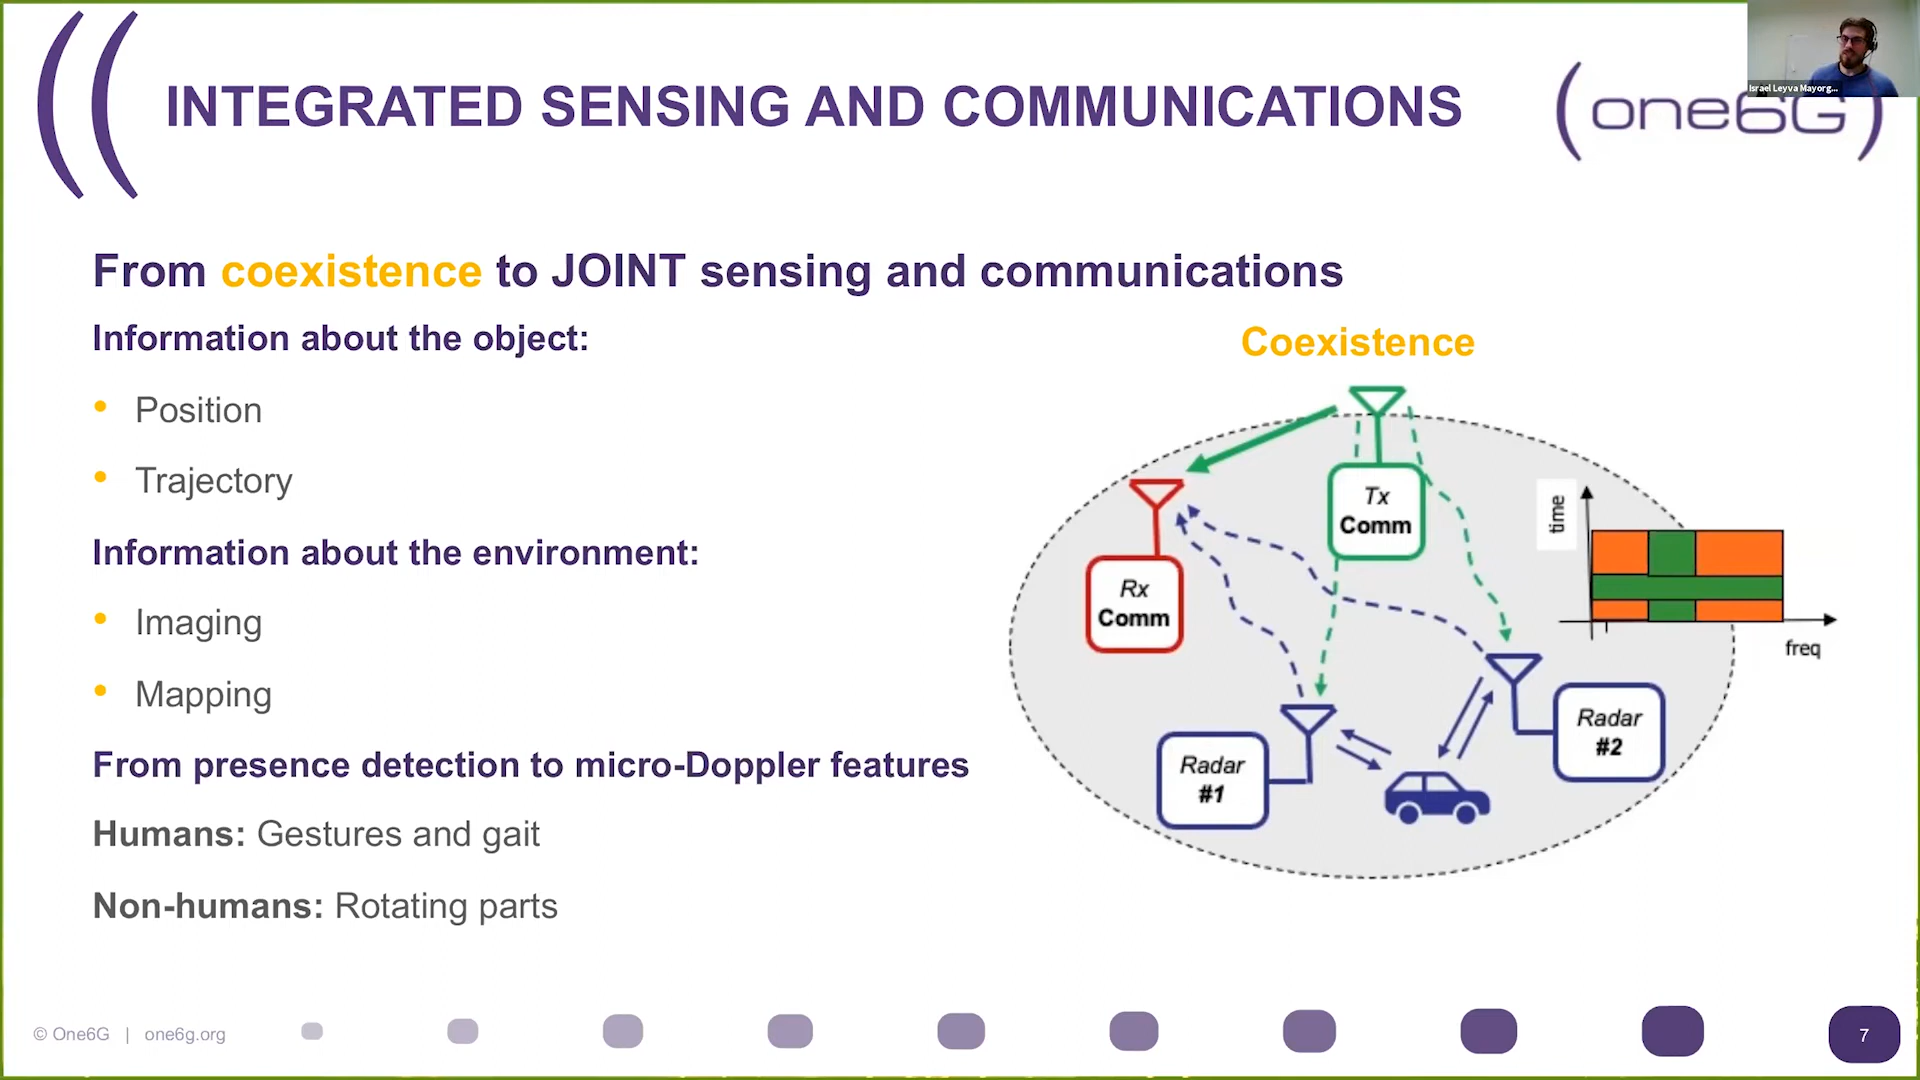 Israel Leyva Mayorg...
INTEGRATED SENSING AND COMMUNICATIONS
(one6G)
From coexistence to JOINT sensing and communications
Information about the object:
• Position
• Trajectory
Information about the environment:
• Imaging
• Mapping
From presence detection to micro-Doppler features
Humans: Gestures and gait
Non-humans: Rotating parts
Coexistence
Tx
Comm
Rx
Comm
time
freq
Radar
#2
Radar
#1
© One6G | one6g.org
7